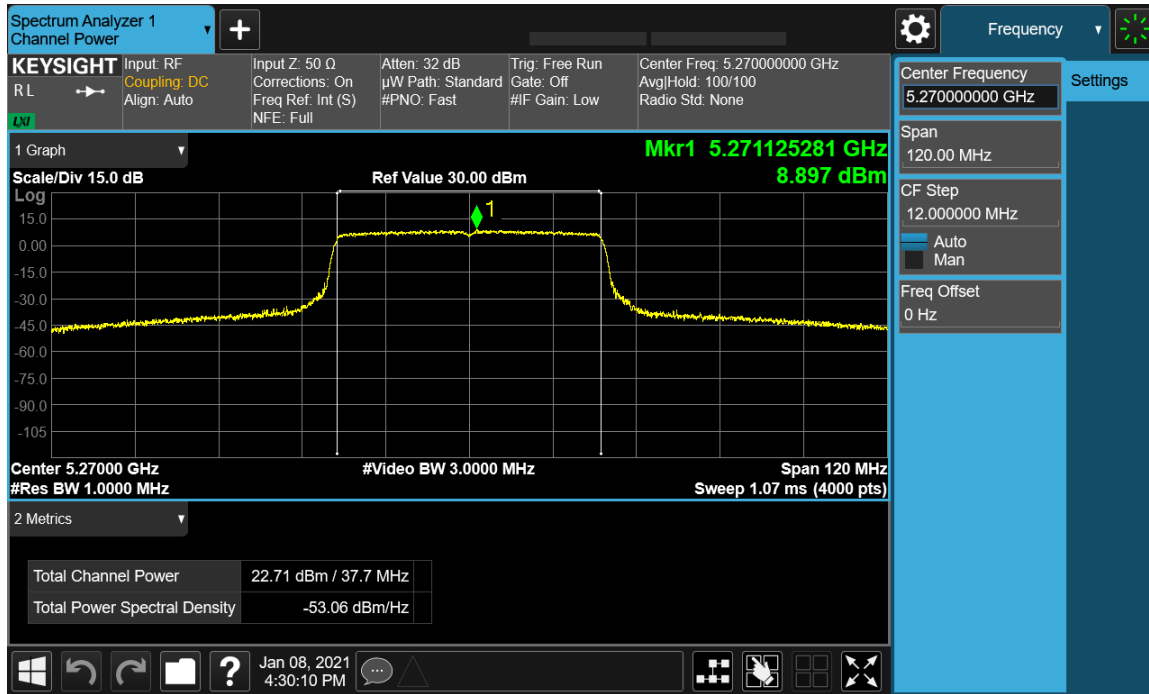 Spectrum Analyzer 1
Channel Power
+
Frequency
KEYSIGHT
RL
LXI
Input: RF
Coupling: DC
Align: Auto
Input Z: 50 Ω
Corrections: On
Freq Ref: Int (S)
NFE: Full
Atten: 32 dB
µW Path: Standard
#PNO: Fast
Trig: Free Run
Gate: Off
#IF Gain: Low
Center Freq: 5.270000000 GHz
Avg|Hold: 100/100
Radio Std: None
Center Frequency
5.270000000 GHz
Settings
Span
120.00 MHz
CF Step
12.000000 MHz
Auto
Man
Freq Offset
0 Hz
1 Graph
Mkr1 5.271125281 GHz
8.897 dBm
Scale/Div 15.0 dB
Ref Value 30.00 dBm
Log
1
15.0
0.00
-15.0
-30.0
-45.0
-60.0
-75.0
-90.0
-105
Center 5.27000 GHz
#Video BW 3.0000 MHz
Span 120 MHz
#Res BW 1.0000 MHz
Sweep 1.07 ms (4000 pts)
2 Metrics
Total Channel Power 22.71 dBm / 37.7 MHz
Total Power Spectral Density -53.06 dBm/Hz
?
Jan 08, 2021
4:30:10 PM